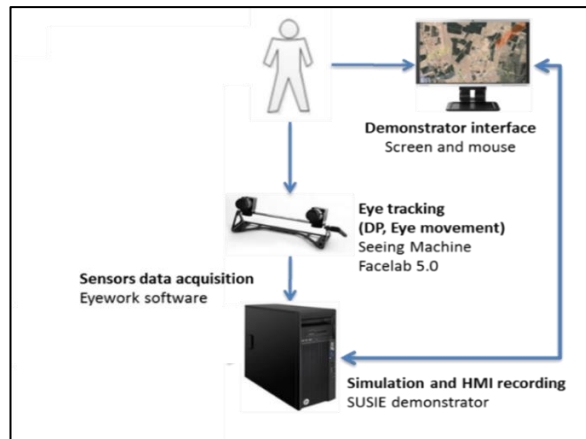 Demonstrator interface
Screen and mouse
Eye tracking
(DP, Eye movement)
Seeing Machine
Facelab 5.0
Sensors data acquisition
Eyework software
Simulation and HMI recording
SUSIE demonstrator